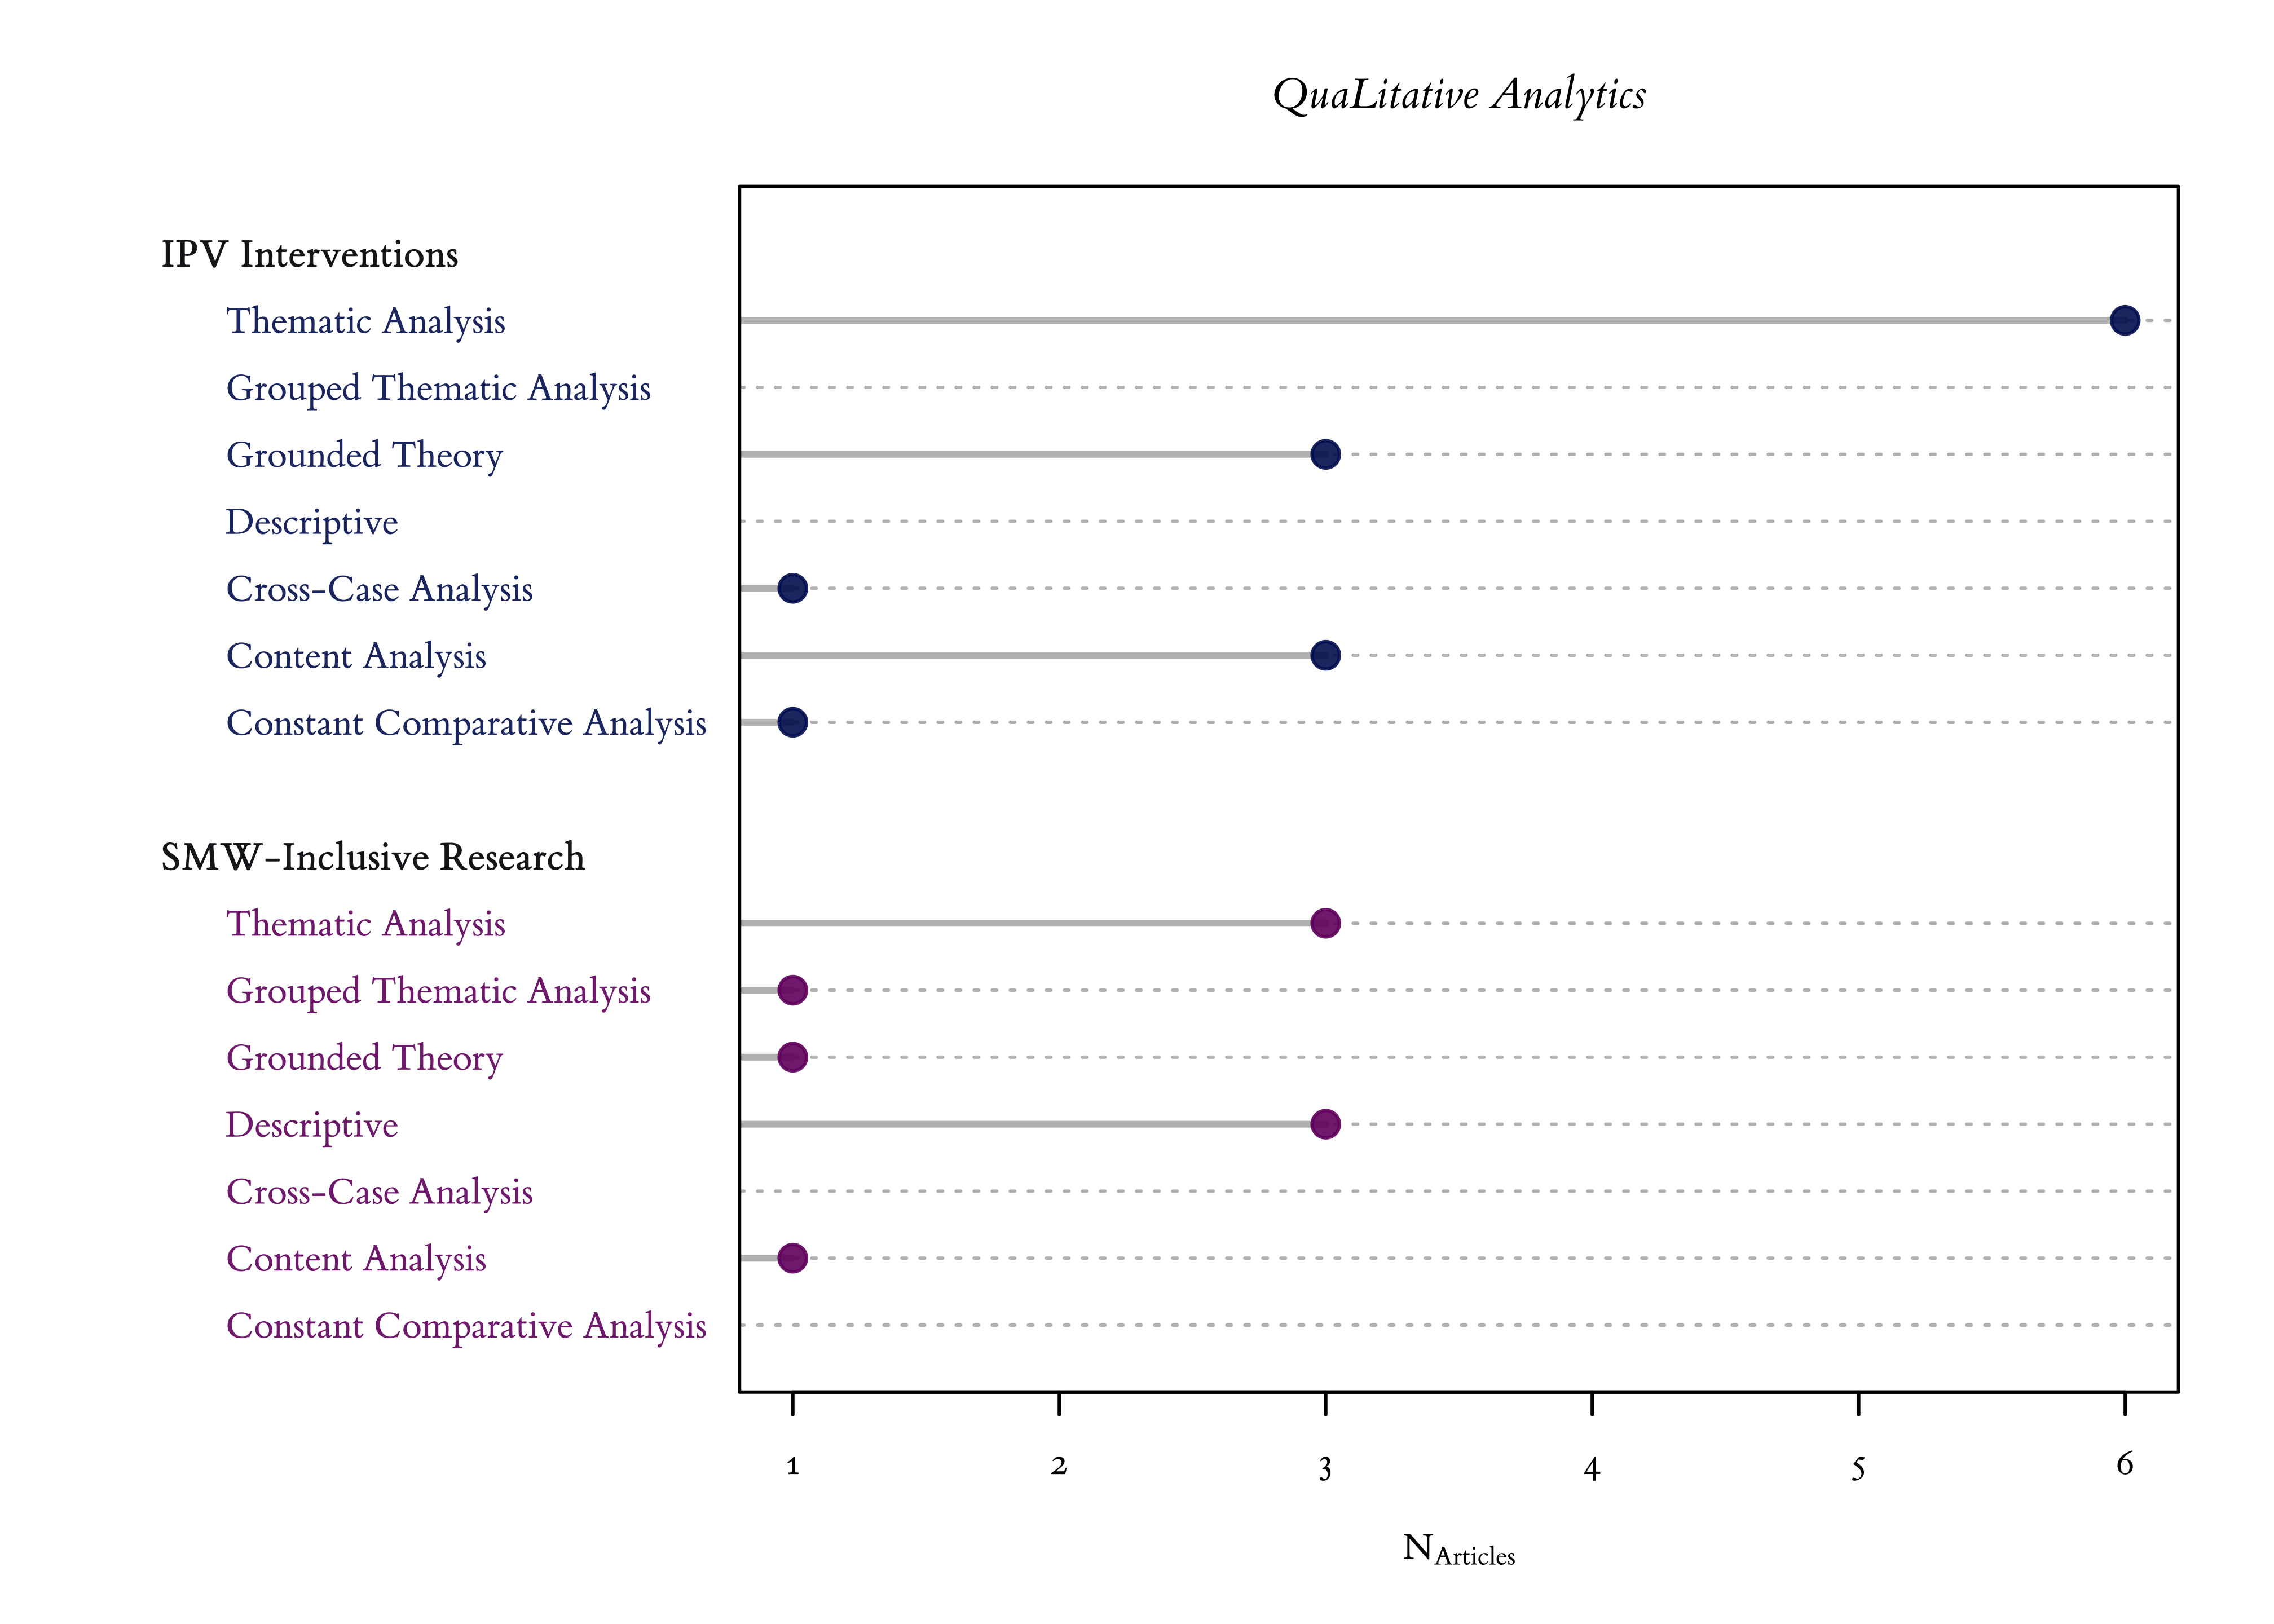 QuaLitative Analytics
IPV Interventions
Thematic Analysis
Grouped Thematic Analysis
Grounded Theory
Descriptive
Cross-Case Analysis
Content Analysis
Constant Comparative Analysis
SMW-Inclusive Research
Thematic Analysis
Grouped Thematic Analysis
Grounded Theory
Descriptive
Cross-Case Analysis
Content Analysis
Constant Comparative Analysis
1 2 3 4 5 6
NArticles